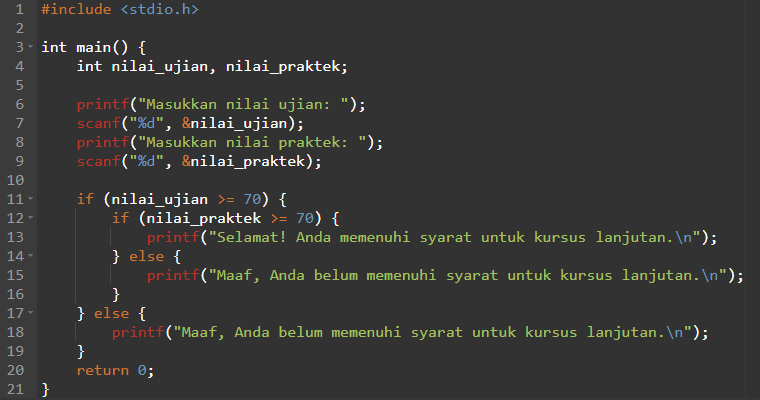 1 #include <stdio.h>
2
3 int main() {
4     int nilai_ujian, nilai_praktek;
5
6     printf("Masukkan nilai ujian: ");
7     scanf("%d", &nilai_ujian);
8     printf("Masukkan nilai praktek: ");
9     scanf("%d", &nilai_praktek);
10
11     if (nilai_ujian >= 70) {
12         if (nilai_praktek >= 70) {
13             printf("Selamat! Anda memenuhi syarat untuk kursus lanjutan.\n");
14         } else {
15             printf("Maaf, Anda belum memenuhi syarat untuk kursus lanjutan.\n");
16         }
17     } else {
18         printf("Maaf, Anda belum memenuhi syarat untuk kursus lanjutan.\n");
19     }
20     return 0;
21 }